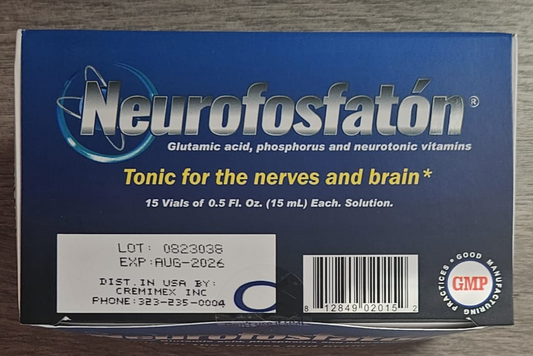 Neurofosfatón®
Glutamic acid, phosphorus and neurotonic vitamins
Tonic for the nerves and brain*
15 Vials of 0.5 Fl. Oz. (15 mL) Each. Solution.
LOT: 0823038
EXP:AUG-2026
DIST.IN USA BY:
CREMIMEX INC
PHONE:323-235-0004
8 12849 02015 2
• GOOD MANUFACTURING PRACTICES
GMP